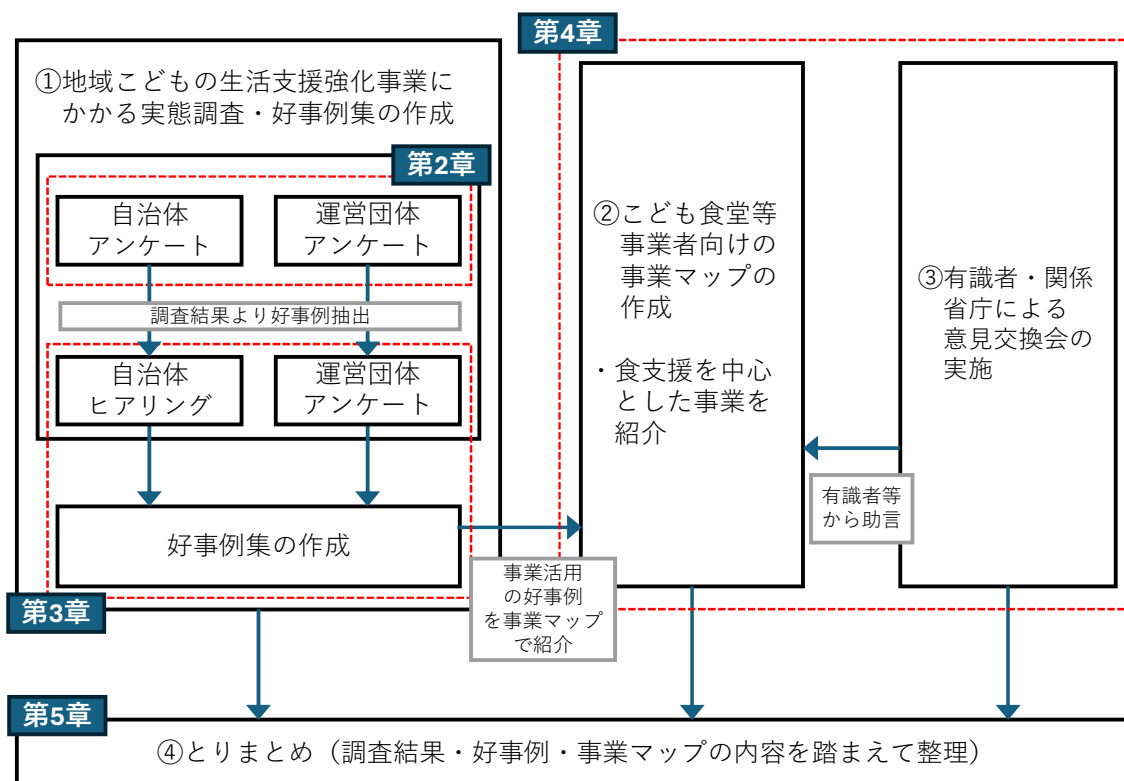 第4章
①地域こどもの生活支援強化事業に
かかる実態調査・好事例集の作成
第2章
自治体
アンケート
運営団体
アンケート
調査結果より好事例抽出
自治体
ヒアリング
運営団体
アンケート
好事例集の作成
第3章
②こども食堂等
事業者向けの
事業マップの
作成
・食支援を中心
とした事業を
紹介
③有識者・関係
省庁による
意見交換会の
実施
有識者等
から助言
事業活用
の好事例
を事業マップ
で紹介
第5章
④とりまとめ（調査結果・好事例・事業マップの内容を踏まえて整理）